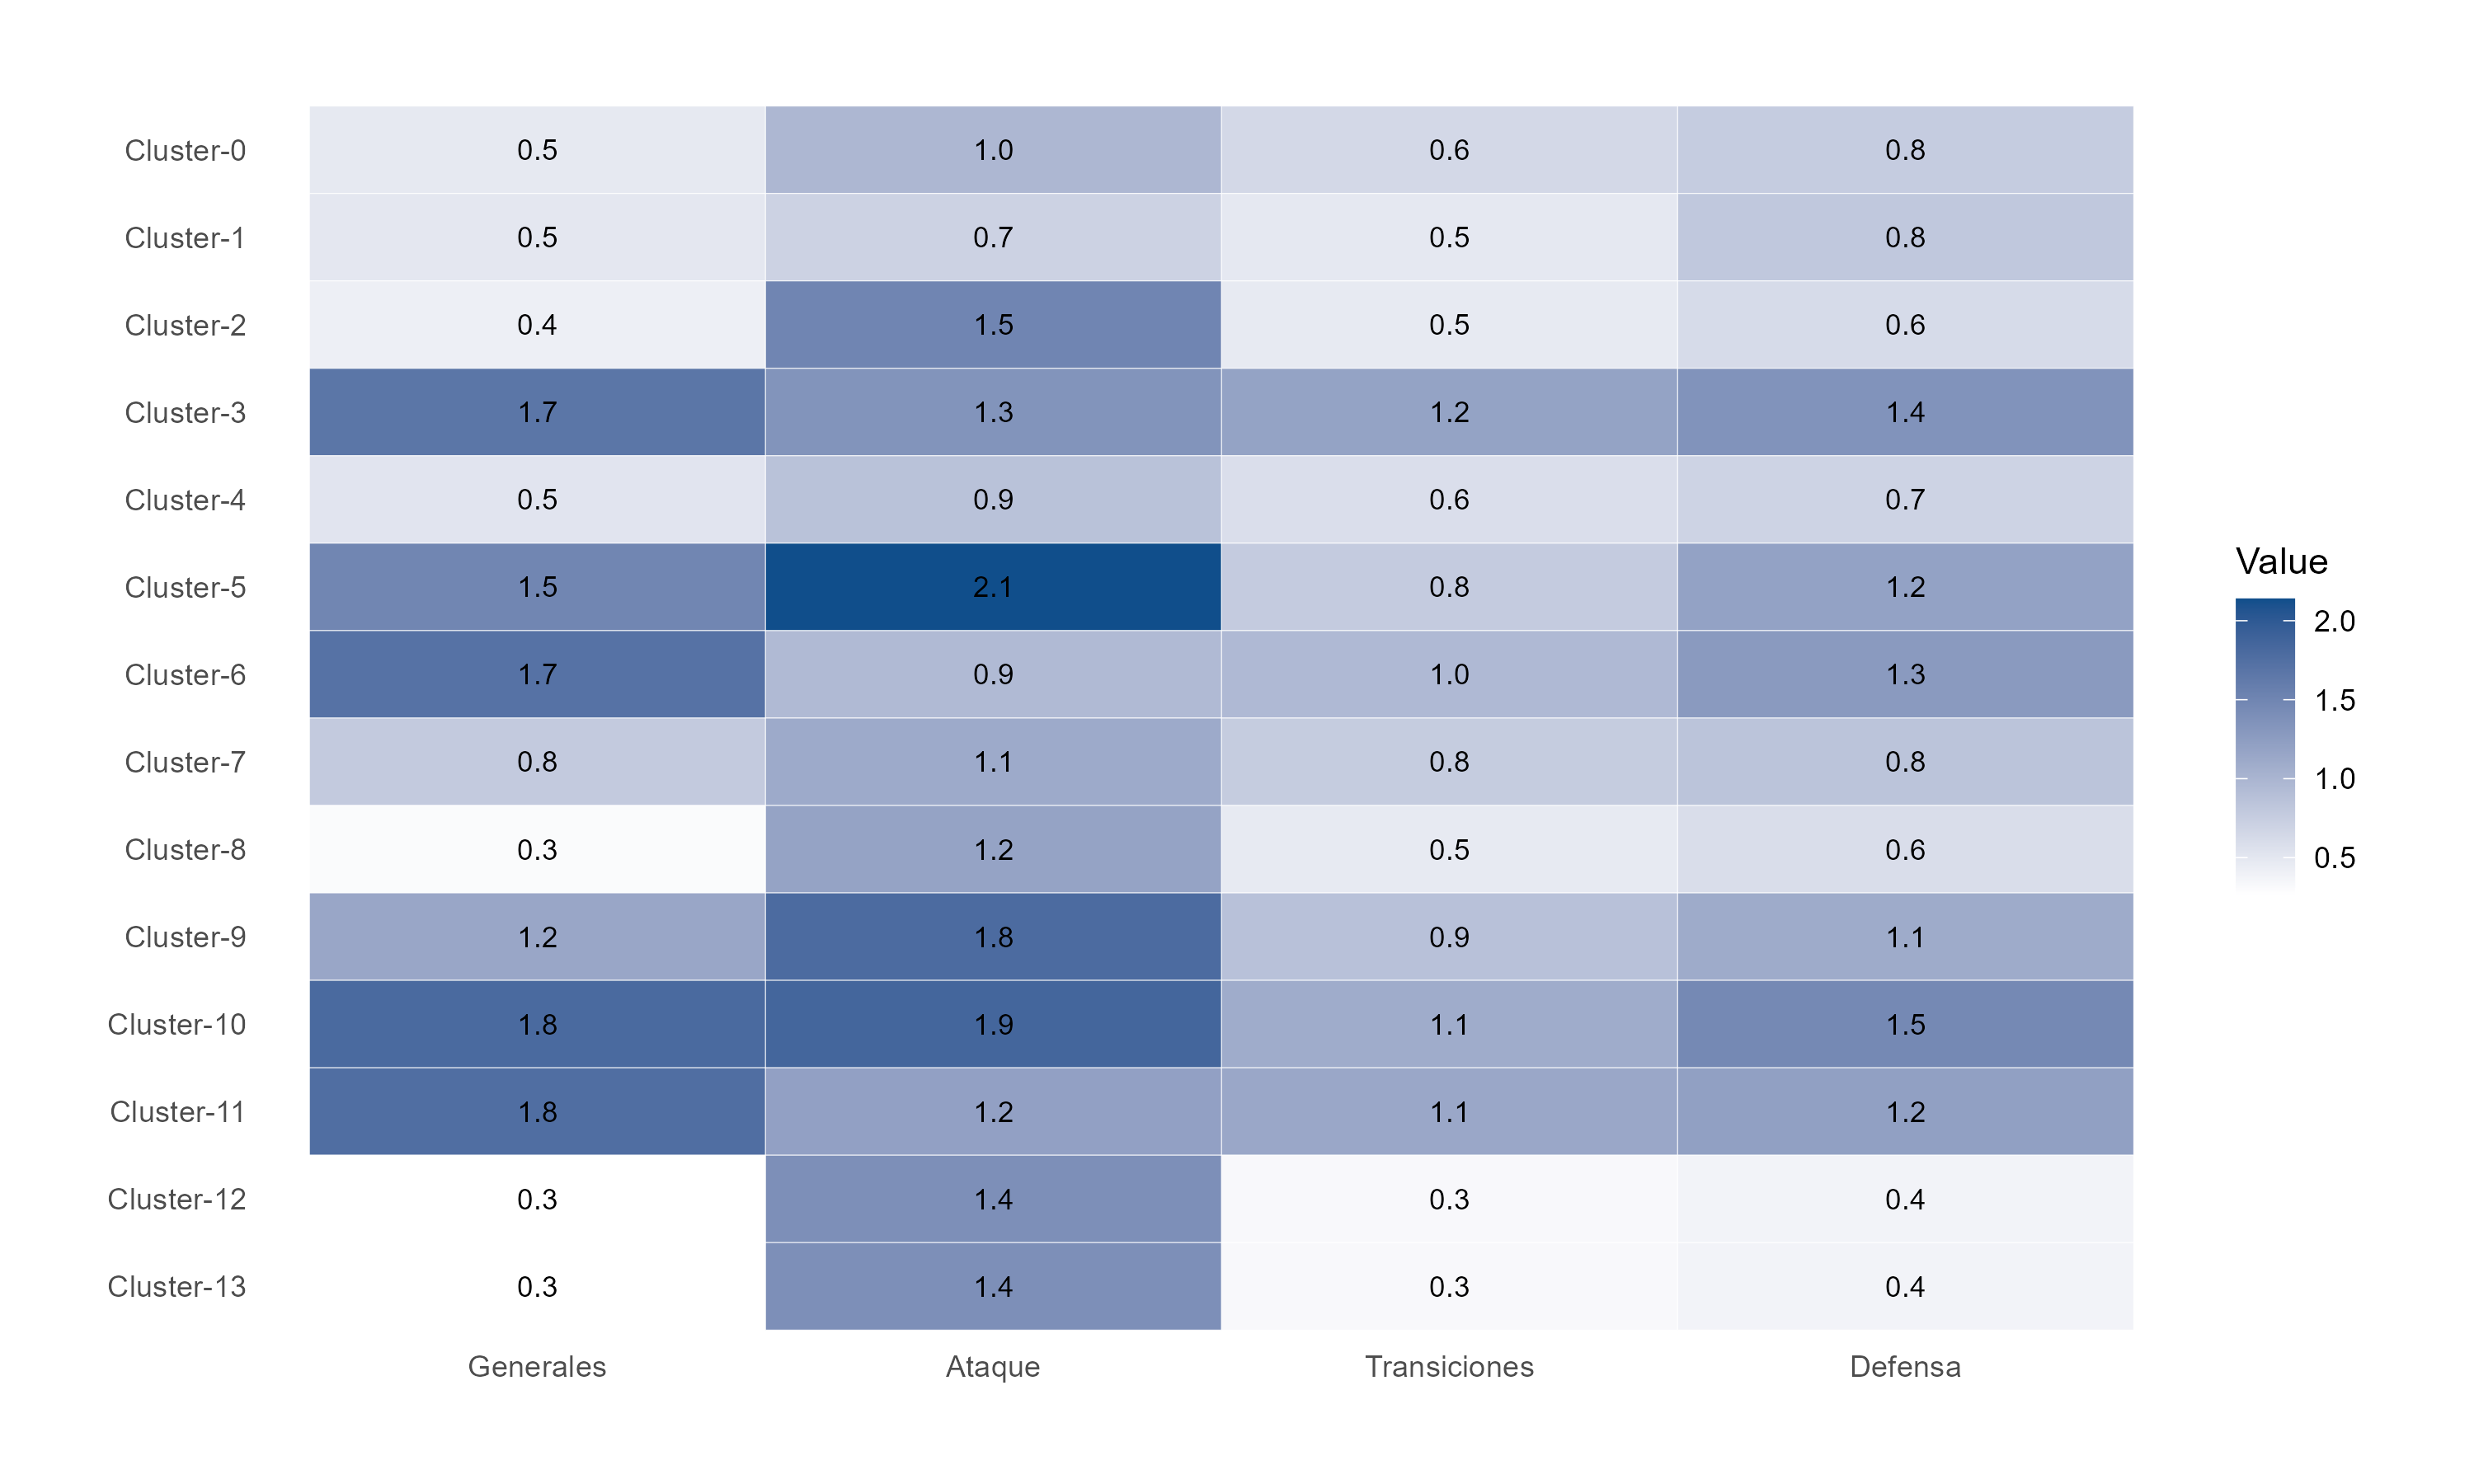 Cluster-0 0.5 1.0 0.6 0.8
Cluster-1 0.5 0.7 0.5 0.8
Cluster-2 0.4 1.5 0.5 0.6
Cluster-3 1.7 1.3 1.2 1.4
Cluster-4 0.5 0.9 0.6 0.7
Cluster-5 1.5 2.1 0.8 1.2
Cluster-6 1.7 0.9 1.0 1.3
Cluster-7 0.8 1.1 0.8 0.8
Cluster-8 0.3 1.2 0.5 0.6
Cluster-9 1.2 1.8 0.9 1.1
Cluster-10 1.8 1.9 1.1 1.5
Cluster-11 1.8 1.2 1.1 1.2
Cluster-12 0.3 1.4 0.3 0.4
Cluster-13 0.3 1.4 0.3 0.4
Generales Ataque Transiciones Defensa
Value
2.0
1.5
1.0
0.5